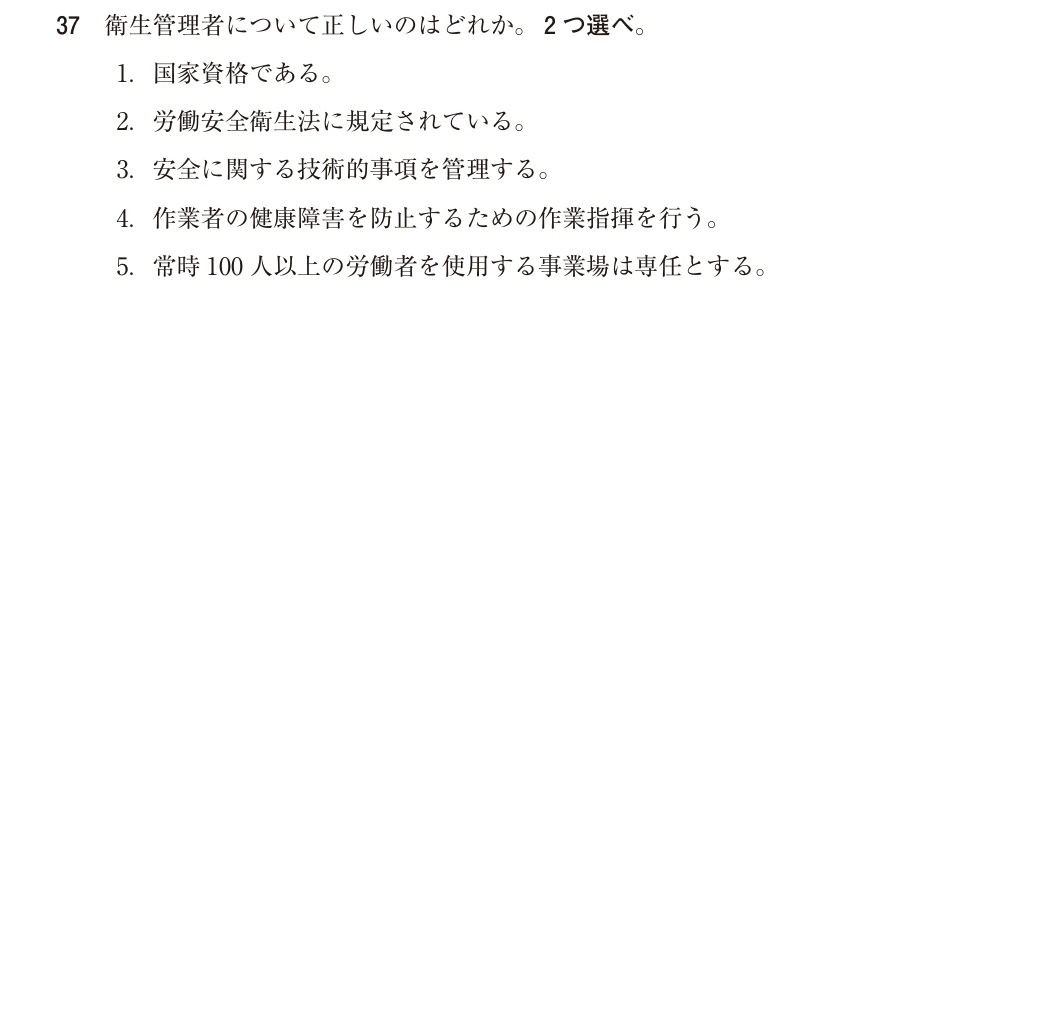 37 衛生管理者について正しいのはどれか。2つ選べ。
1. 国家資格である。
2. 労働安全衛生法に規定されている。
3. 安全に関する技術的事項を管理する。
4. 作業者の健康障害を防止するための作業指揮を行う。
5. 常時 100 人以上の労働者を使用する事業場は専任とする。